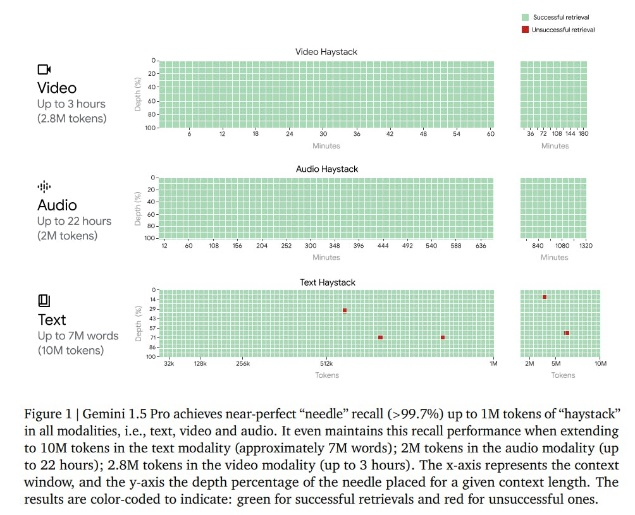 Successful retrieval
Unsuccessful retrieval
Video Haystack
Video
Up to 3 hours
(2.8M tokens)
Depth (%)
0
20
40
60
80
100
6 12 18 24 30 36 42 48 54 60
Minutes
36 72 108 144 180
Minutes
Audio Haystack
Audio
Up to 22 hours
(2M tokens)
Depth (%)
0
20
40
60
80
100
12 60 108 156 204 252 300 348 396 444 492 540 588 636
Minutes
840 1080 1320
Minutes
Text Haystack
Text
Up to 7M words
(10M tokens)
Depth (%)
0
14
29
43
57
71
86
100
32k 128k 256k 512k 1M
Tokens
2M 5M 10M
Tokens
Figure 1 | Gemini 1.5 Pro achieves near-perfect “needle” recall (>99.7%) up to 1M tokens of “haystack”
in all modalities, i.e., text, video and audio. It even maintains this recall performance when extending
to 10M tokens in the text modality (approximately 7M words); 2M tokens in the audio modality (up
to 22 hours); 2.8M tokens in the video modality (up to 3 hours). The x-axis represents the context
window, and the y-axis the depth percentage of the needle placed for a given context length. The
results are color-coded to indicate: green for successful retrievals and red for unsuccessful ones.